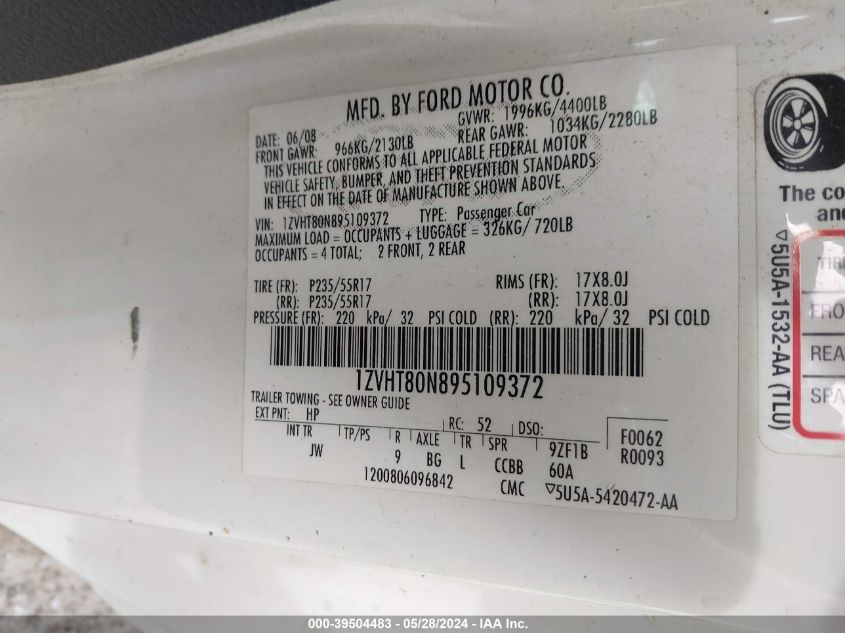 MFD. BY FORD MOTOR CO.
DATE: 06/08 GVWR: 1996KG/4400LB
FRONT GAWR: 966KG/2130LB REAR GAWR: 1034KG/2280LB
THIS VEHICLE CONFORMS TO ALL APPLICABLE FEDERAL MOTOR
VEHICLE SAFETY, BUMPER, AND THEFT PREVENTION STANDARDS
IN EFFECT ON THE DATE OF MANUFACTURE SHOWN ABOVE.
VIN: 1ZVHT80N895109372 TYPE: Passenger Car
MAXIMUM LOAD = OCCUPANTS + LUGGAGE = 326KG/ 720LB
OCCUPANTS = 4 TOTAL; 2 FRONT, 2 REAR
TIRE (FR): P235/55R17 RIMS (FR): 17X8.0J
(RR): P235/55R17 (RR): 17X8.0J
PRESSURE (FR): 220 kPa/ 32 PSI COLD (RR): 220 kPa/ 32 PSI COLD
1ZVHT80N895109372
TRAILER TOWING - SEE OWNER GUIDE
EXT PNT: HP RC: 52 DSO: F0062
INT TR TP/PS R AXLE TR SPR 9ZF1B R0093
JW 9 BG L CCBB 60A
1200806096842 CMC ▽5U5A-5420472-AA
The co
and
▽5U5A-1532-AA (TLU)
TIR
FRO
REA
SPA
000-39504483 - 05/28/2024 - IAA Inc.